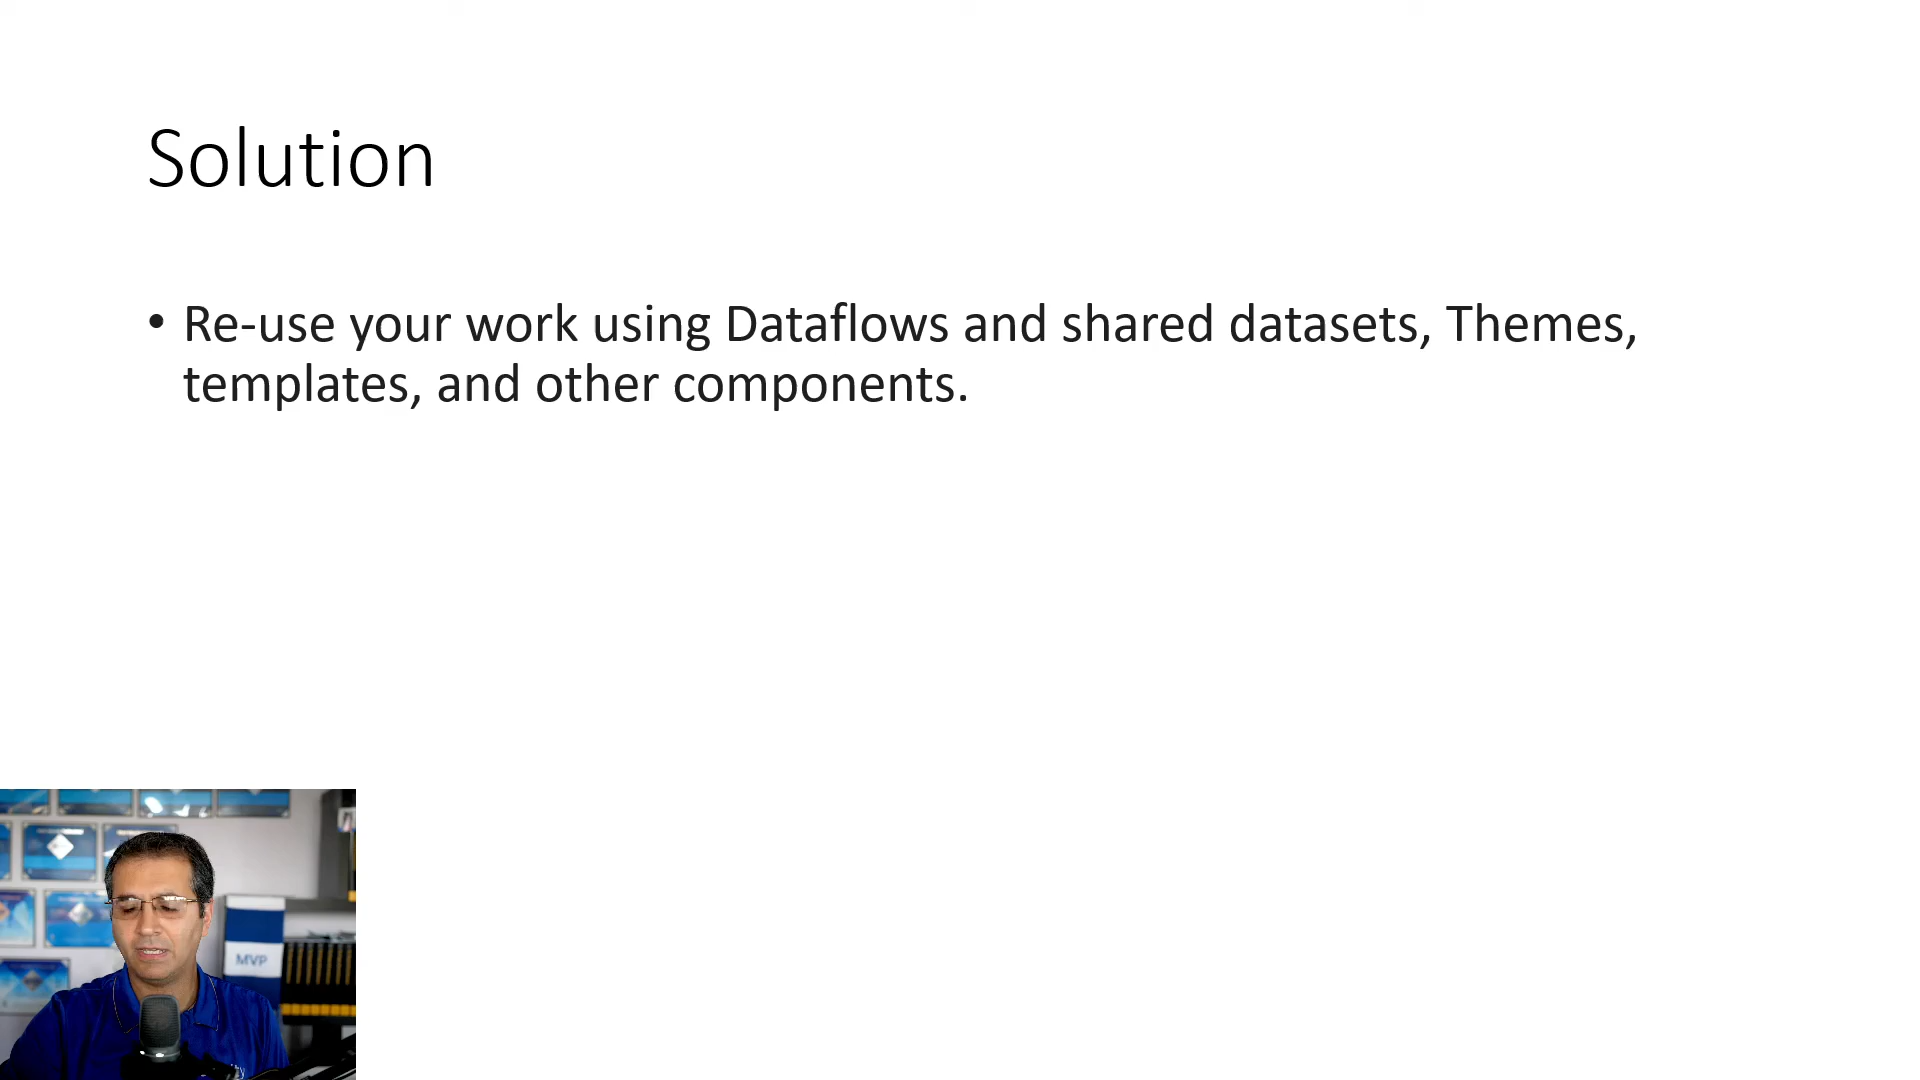 Solution
• Re-use your work using Dataflows and shared datasets, Themes,
templates, and other components.
MVP